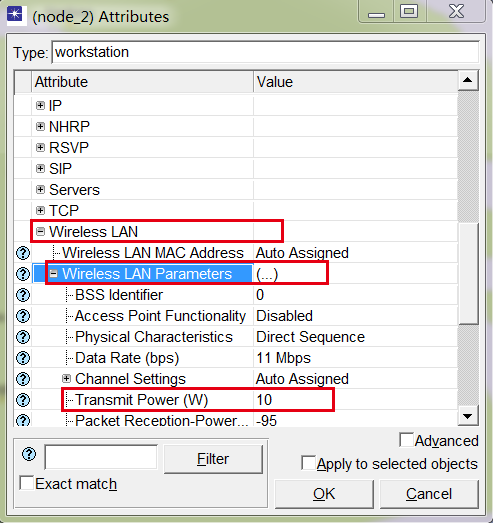 (node_2) Attributes
Type: workstation
Attribute Value
IP
NHRP
RSVP
SIP
Servers
TCP
Wireless LAN
Wireless LAN MAC Address Auto Assigned
Wireless LAN Parameters (...)
BSS Identifier 0
Access Point Functionality Disabled
Physical Characteristics Direct Sequence
Data Rate (bps) 11 Mbps
Channel Settings Auto Assigned
Transmit Power (W) 10
Packet Reception-Power... -95
Advanced
Filter
Apply to selected objects
Exact match
OK Cancel